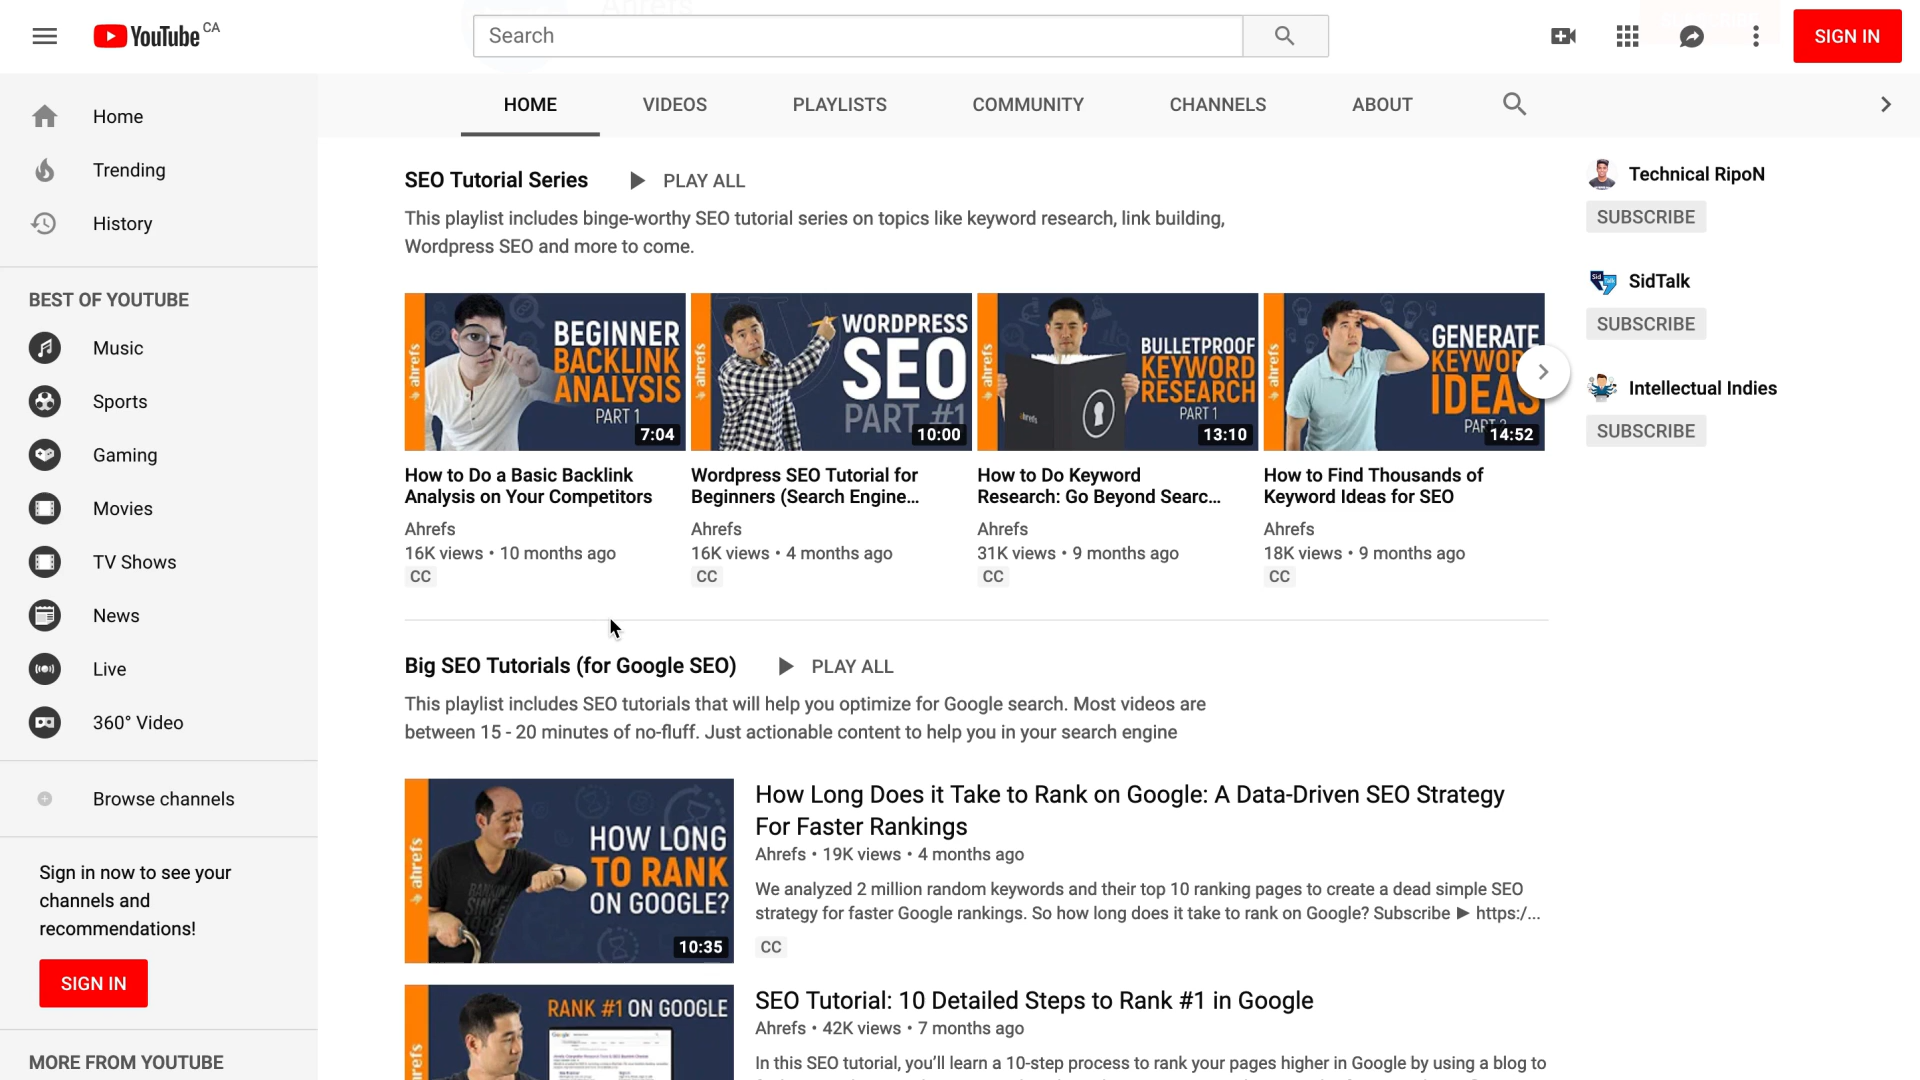 YouTube CA
Search
SIGN IN
Home
Trending
History
BEST OF YOUTUBE
Music
Sports
Gaming
Movies
TV Shows
News
Live
360° Video
Browse channels
Sign in now to see your
channels and
recommendations!
SIGN IN
MORE FROM YOUTUBE
HOME
VIDEOS
PLAYLISTS
COMMUNITY
CHANNELS
ABOUT
SEO Tutorial Series
PLAY ALL
This playlist includes binge-worthy SEO tutorial series on topics like keyword research, link building,
Wordpress SEO and more to come.
ahrefs
BEGINNER
BACKLINK
ANALYSIS
PART 1
7:04
How to Do a Basic Backlink
Analysis on Your Competitors
Ahrefs
16K views • 10 months ago
CC
ahrefs
WORDPRESS
SEO
PART #1
10:00
Wordpress SEO Tutorial for
Beginners (Search Engine...
Ahrefs
16K views • 4 months ago
CC
ahrefs
BULLETPROOF
KEYWORD
RESEARCH
PART 1
13:10
How to Do Keyword
Research: Go Beyond Searc...
Ahrefs
31K views • 9 months ago
CC
ahrefs
GENERATE
KEYWORD
IDEAS
14:52
How to Find Thousands of
Keyword Ideas for SEO
Ahrefs
18K views • 9 months ago
CC
Big SEO Tutorials (for Google SEO)
PLAY ALL
This playlist includes SEO tutorials that will help you optimize for Google search. Most videos are
between 15 - 20 minutes of no-fluff. Just actionable content to help you in your search engine
ahrefs
HOW LONG
TO RANK
ON GOOGLE?
10:35
How Long Does it Take to Rank on Google: A Data-Driven SEO Strategy
For Faster Rankings
Ahrefs • 19K views • 4 months ago
We analyzed 2 million random keywords and their top 10 ranking pages to create a dead simple SEO
strategy for faster Google rankings. So how long does it take to rank on Google? Subscribe ► https:/...
CC
RANK #1 ON GOOGLE
SEO Tutorial: 10 Detailed Steps to Rank #1 in Google
Ahrefs • 42K views • 7 months ago
In this SEO tutorial, you'll learn a 10-step process to rank your pages higher in Google by using a blog to
Technical RipoN
SUBSCRIBE
SidTalk
SUBSCRIBE
Intellectual Indies
SUBSCRIBE